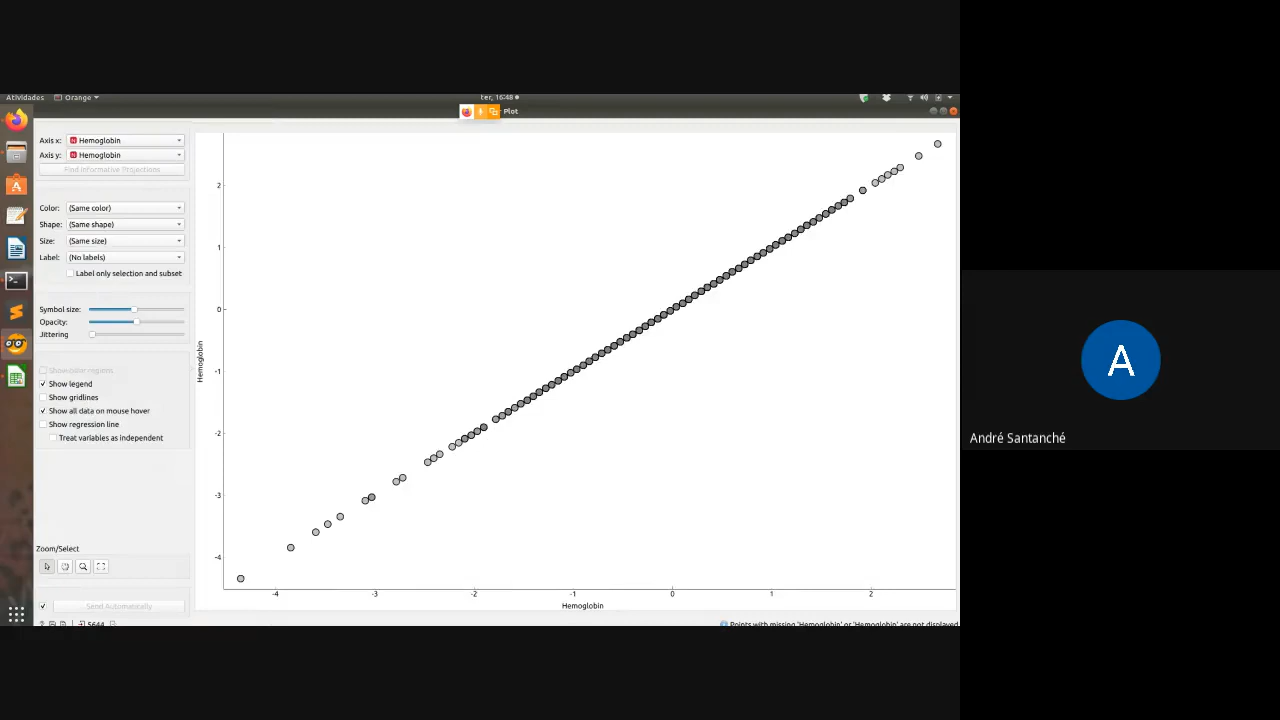 Atividades Orange ter, 16:48
Plot
Axis x: Hemoglobin
Axis y: Hemoglobin
Find Informative Projections
Color: (Same color)
Shape: (Same shape)
Size: (Same size)
Label: (No labels)
Label only selection and subset
Symbol size:
Opacity:
Jittering
Show color regions
Show legend
Show gridlines
Show all data on mouse hover
Show regression line
Treat variables as independent
Zoom/Select
Send Automatically
5644
2
1
0
-1
-2
-3
-4
Hemoglobin
-4 -3 -2 -1 0 1 2
Hemoglobin
Points with missing 'Hemoglobin' or 'Hemoglobin' are not displayed
A
André Santanchè